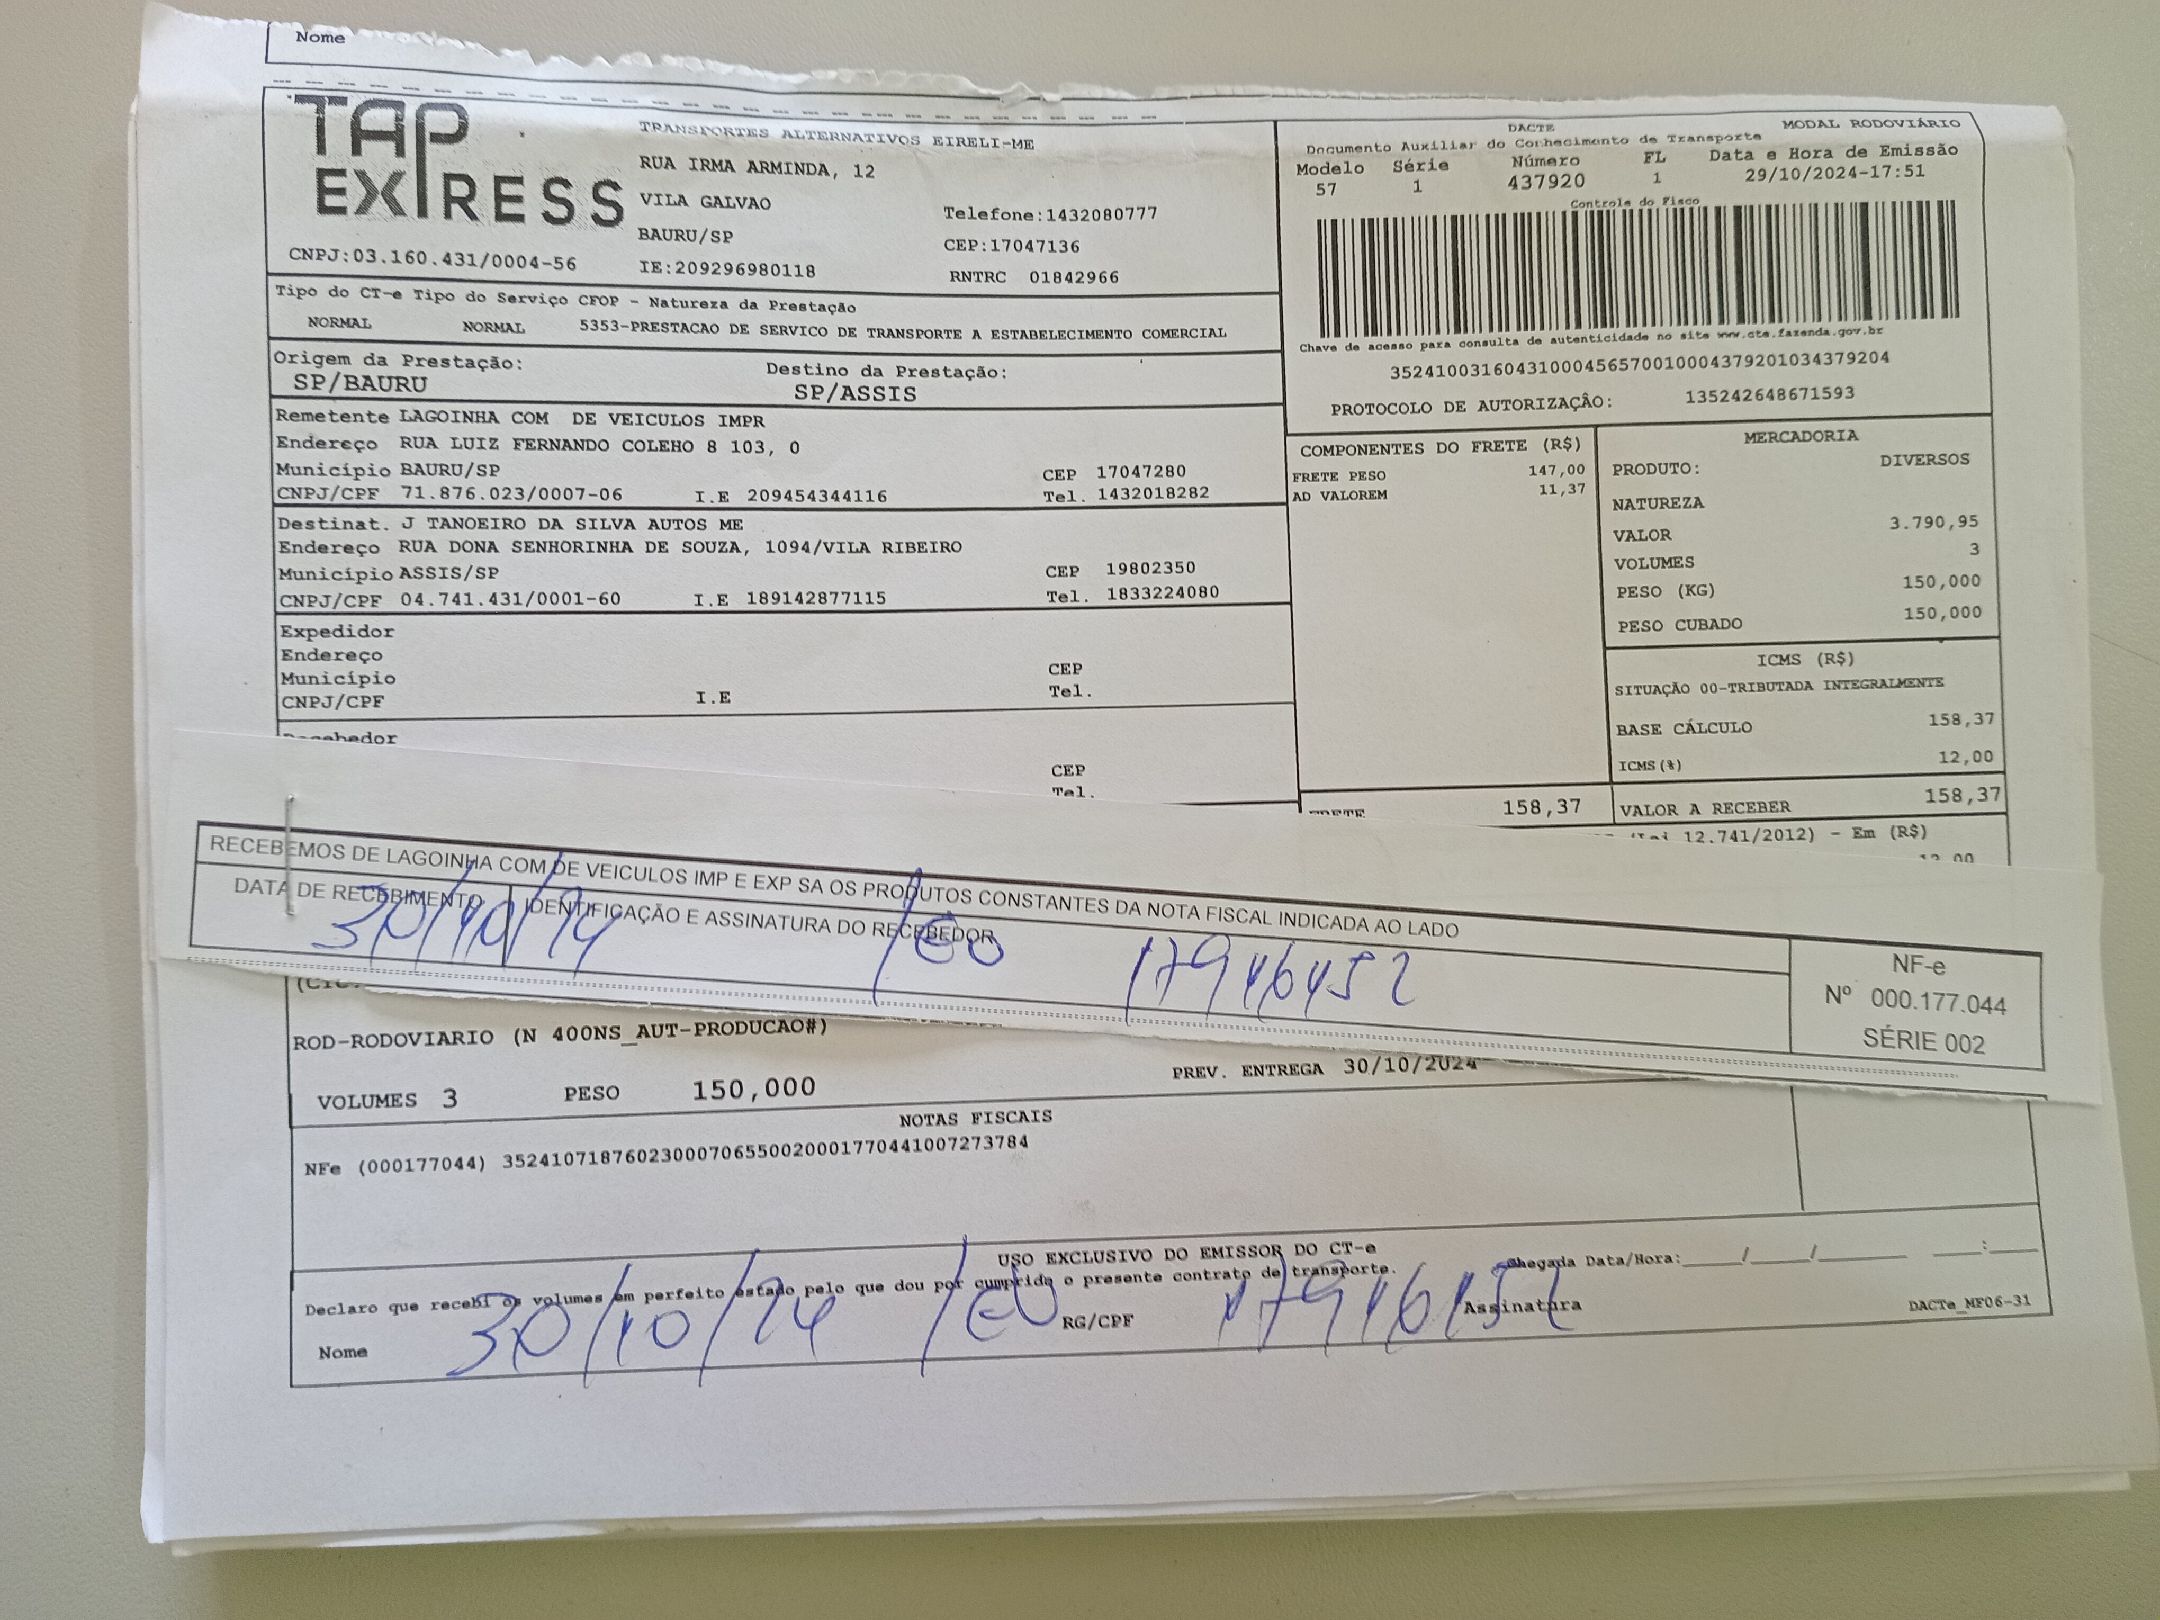 Nome
TAP EXPRESS
TRANSPORTES ALTERNATIVOS EIRELI-ME
RUA IRMA ARMINDA, 12
VILA GALVAO
Telefone:1432080777
BAURU/SP
CEP:17047136
CNPJ:03.160.431/0004-56
IE:209296980118
RNTRC 01842966
DACTE
MODAL RODOVIÁRIO
Documento Auxiliar do Conhecimento de Transporte
Modelo Série Número FL Data e Hora de Emissão
57 1 437920 1 29/10/2024-17:51
Controle do Fisco
Chave de acesso para consulta de autenticidade no site www.cte.fazenda.gov.br
35241003160431000456570010004379201034379204
PROTOCOLO DE AUTORIZAÇÂO: 135242648671593
Tipo do CT-e Tipo do Serviço CFOP - Natureza da Prestação
NORMAL NORMAL 5353-PRESTACAO DE SERVICO DE TRANSPORTE A ESTABELECIMENTO COMERCIAL
Origem da Prestação: Destino da Prestação:
SP/BAURU SP/ASSIS
Remetente LAGOINHA COM DE VEICULOS IMPR
Endereço RUA LUIZ FERNANDO COLEHO 8 103, 0
Município BAURU/SP CEP 17047280
CNPJ/CPF 71.876.023/0007-06 I.E 209454344116 Tel. 1432018282
Destinat. J TANOEIRO DA SILVA AUTOS ME
Endereço RUA DONA SENHORINHA DE SOUZA, 1094/VILA RIBEIRO
Município ASSIS/SP CEP 19802350
CNPJ/CPF 04.741.431/0001-60 I.E 189142877115 Tel. 1833224080
Expedidor
Endereço
Município CEP
CNPJ/CPF I.E Tel.
CEP
Tel.
COMPONENTES DO FRETE (R$)
FRETE PESO 147,00
AD VALOREM 11,37
FRETE 158,37
MERCADORIA
PRODUTO: DIVERSOS
NATUREZA
VALOR 3.790,95
VOLUMES 3
PESO (KG) 150,000
PESO CUBADO 150,000
ICMS (R$)
SITUAÇÃO 00-TRIBUTADA INTEGRALMENTE
BASE CÁLCULO 158,37
ICMS(%) 12,00
VALOR A RECEBER 158,37
12.741/2012) - Em (R$)
RECEBEMOS DE LAGOINHA COM DE VEICULOS IMP E EXP SA OS PRODUTOS CONSTANTES DA NOTA FISCAL INDICADA AO LADO
DATA DE RECEBIMENTO IDENTIFICAÇÃO E ASSINATURA DO RECEBEDOR
30/10/24
NF-e
Nº 000.177.044
SÉRIE 002
ROD-RODOVIARIO (N 400NS_AUT-PRODUCAO#)
VOLUMES 3 PESO 150,000 PREV. ENTREGA 30/10/2024
NOTAS FISCAIS
NFe (000177044) 35241071876023000706550020001770441007273784
USO EXCLUSIVO DO EMISSOR DO CT-e
Chegada Data/Hora:____/____/______ ___:___
Declaro que recebi os volumes em perfeito estado pelo que dou por cumprido o presente contrato de transporte.
30/10/24
Nome RG/CPF Assinatura
DACTe_MF06-31